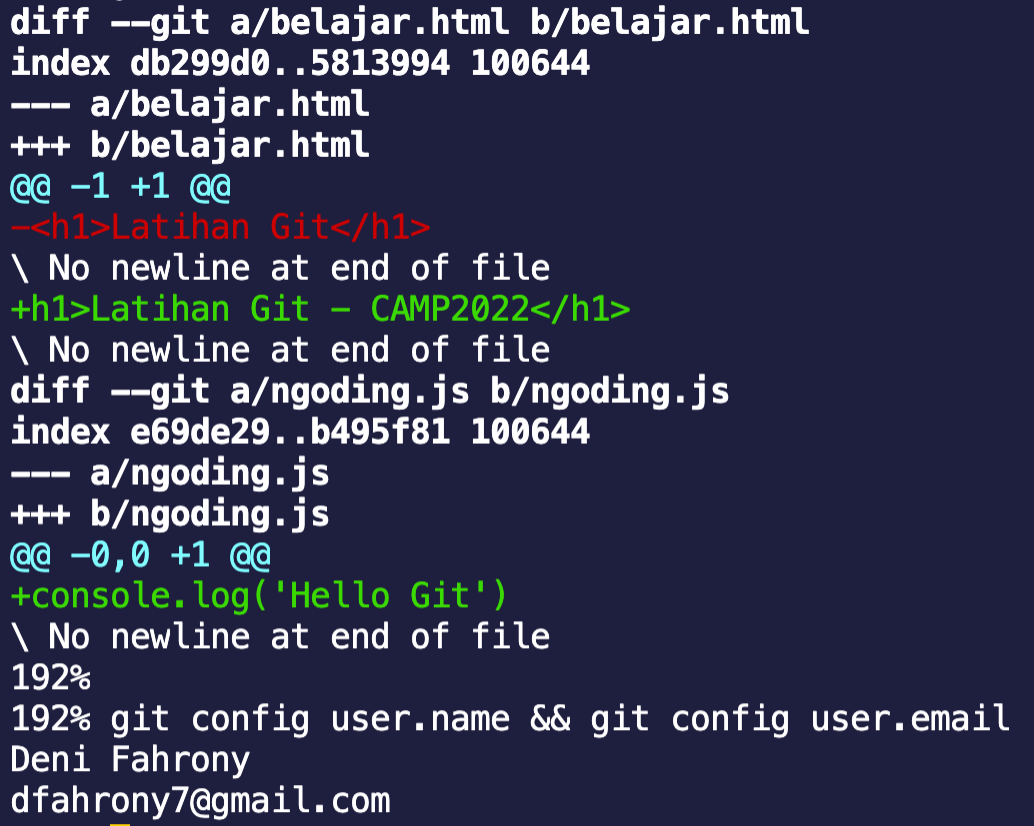 diff --git a/belajar.html b/belajar.html
index db299d0..5813994 100644
--- a/belajar.html
+++ b/belajar.html
@@ -1 +1 @@
-<h1>Latihan Git</h1>
\ No newline at end of file
+h1>Latihan Git - CAMP2022</h1>
\ No newline at end of file
diff --git a/ngoding.js b/ngoding.js
index e69de29..b495f81 100644
--- a/ngoding.js
+++ b/ngoding.js
@@ -0,0 +1 @@
+console.log('Hello Git')
\ No newline at end of file
192%
192% git config user.name && git config user.email
Deni Fahrony
dfahrony7@gmail.com